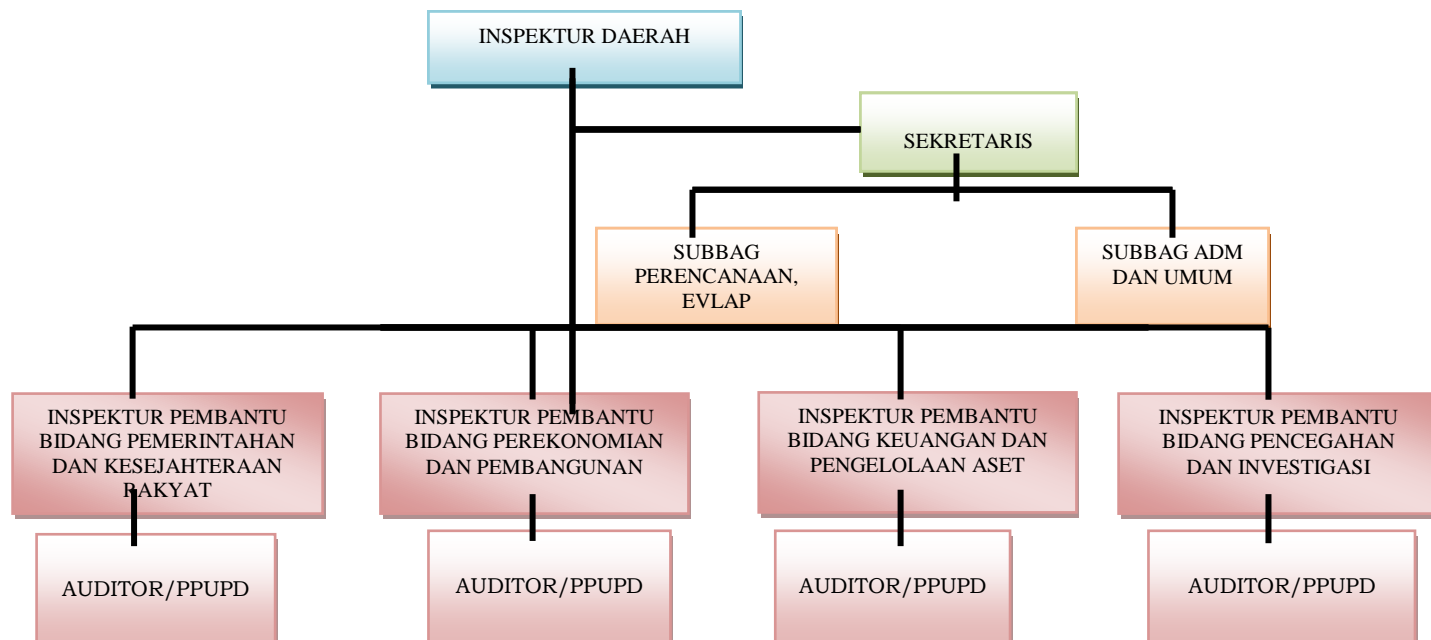 INSPEKTUR DAERAH
SEKRETARIS
SUBBAG
PERENCANAAN,
EVLAP
SUBBAG ADM
DAN UMUM
INSPEKTUR PEMBANTU
BIDANG PEMERINTAHAN
DAN KESEJAHTERAAN
RAKYAT
INSPEKTUR PEMBANTU
BIDANG PEREKONOMIAN
DAN PEMBANGUNAN
INSPEKTUR PEMBANTU
BIDANG KEUANGAN DAN
PENGELOLAAN ASET
INSPEKTUR PEMBANTU
BIDANG PENCEGAHAN
DAN INVESTIGASI
AUDITOR/PPUPD
AUDITOR/PPUPD
AUDITOR/PPUPD
AUDITOR/PPUPD